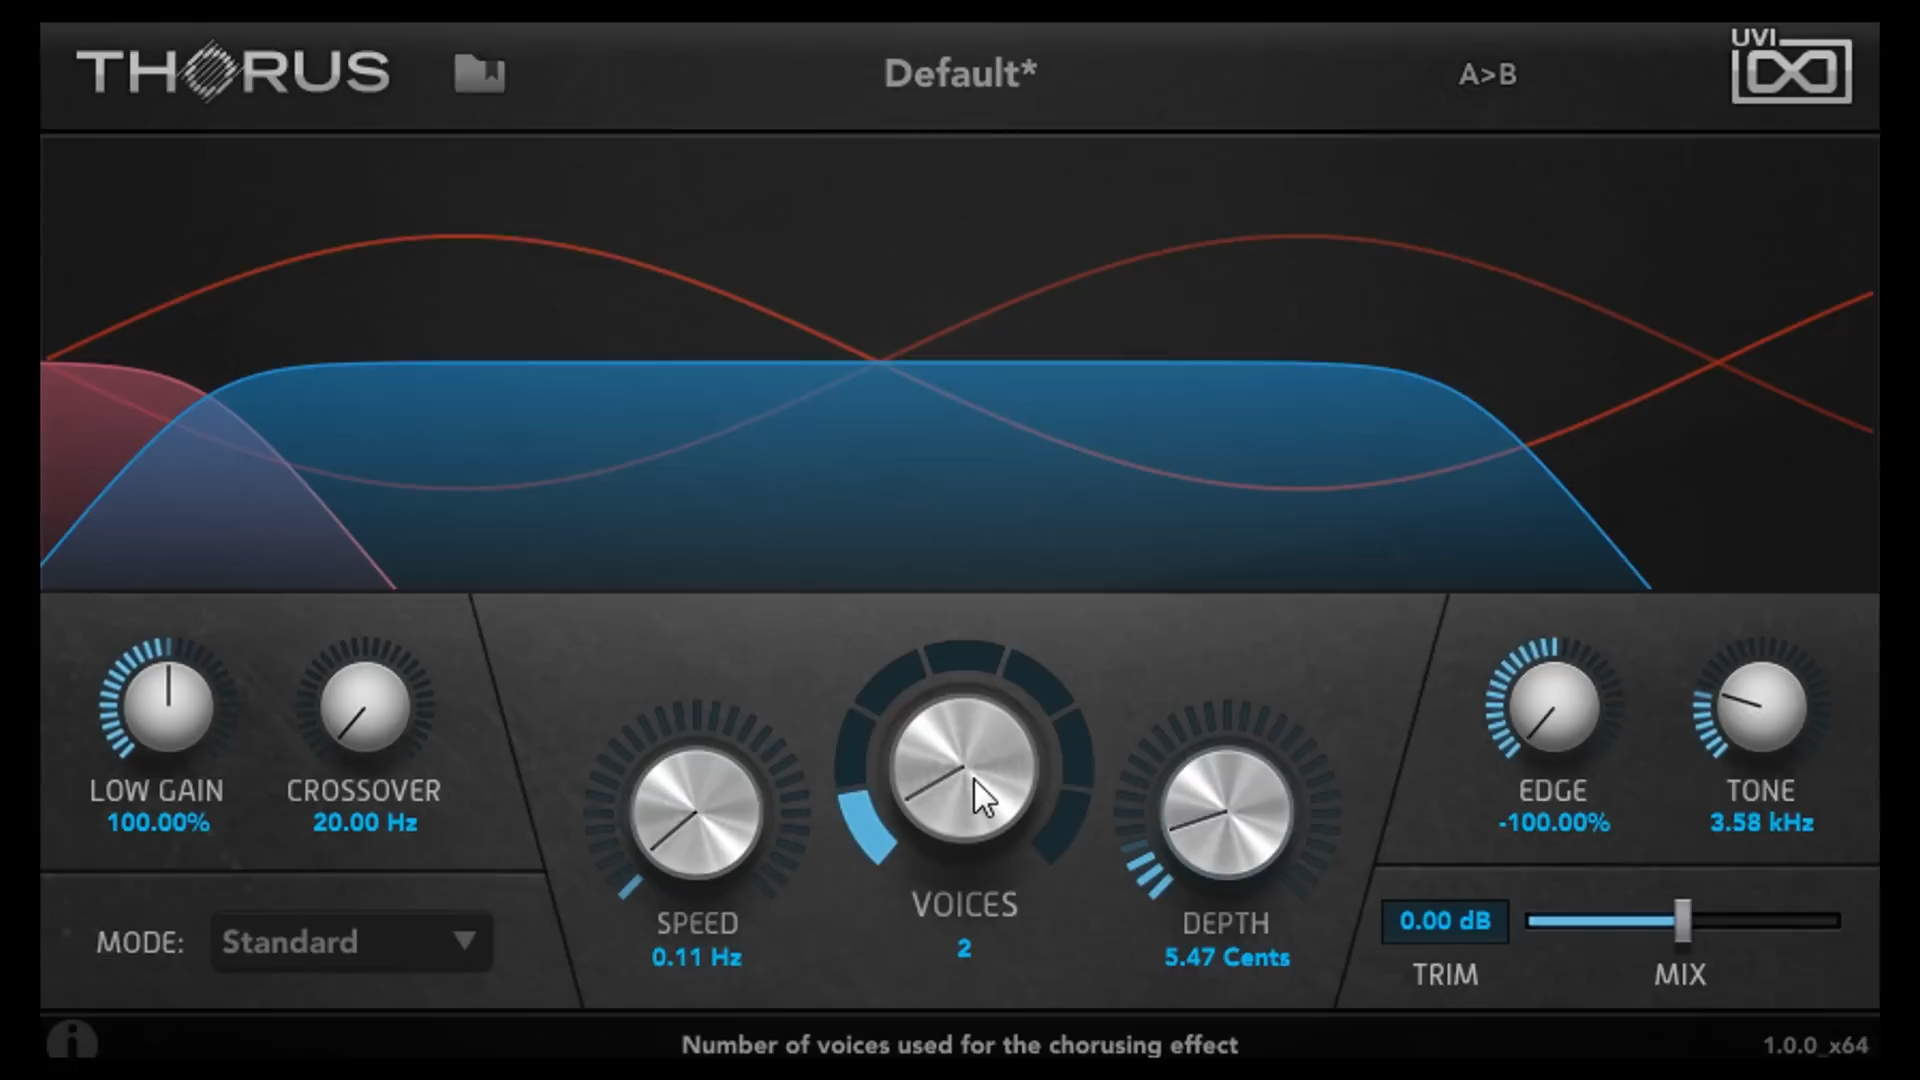 THORUS
Default*
A>B
UVI
LOW GAIN
100.00%
CROSSOVER
20.00 Hz
MODE:
Standard
SPEED
0.11 Hz
VOICES
2
DEPTH
5.47 Cents
EDGE
-100.00%
TONE
3.58 kHz
0.00 dB
TRIM
MIX
Number of voices used for the chorusing effect
1.0.0_x64